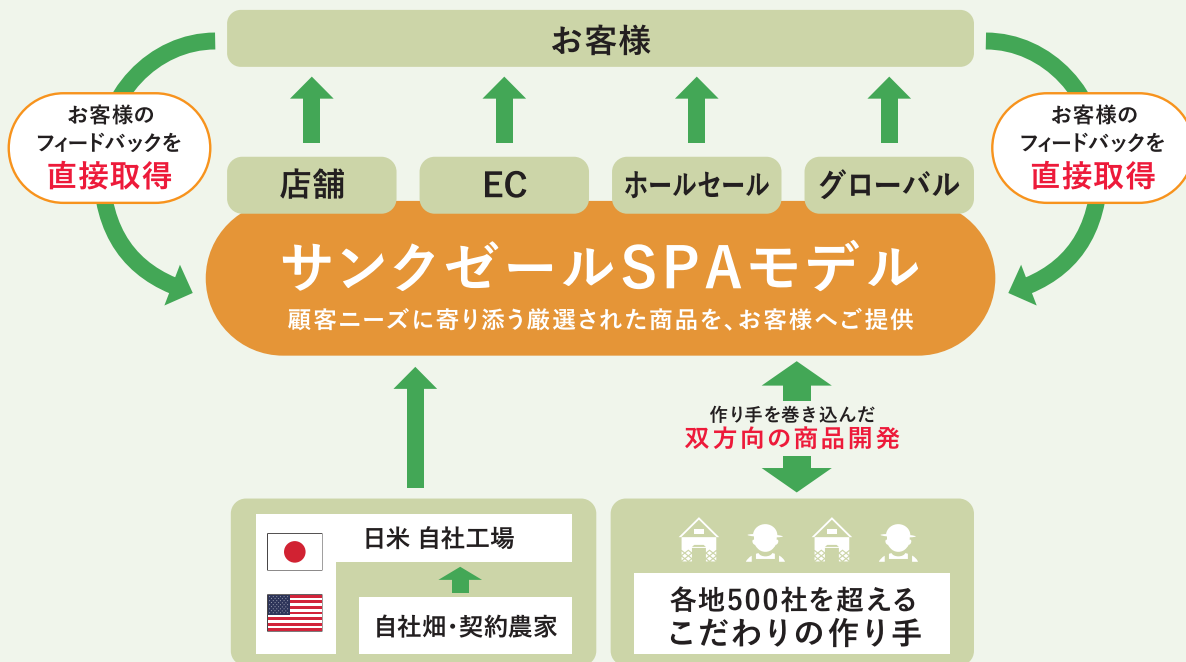 お客様
お客様の
フィードバックを
直接取得
お客様の
フィードバックを
直接取得
店舗
EC
ホールセール
グローバル
サンクゼールSPAモデル
顧客ニーズに寄り添う厳選された商品を、お客様へご提供
作り手を巻き込んだ
双方向の商品開発
日米 自社工場
自社畑・契約農家
各地500社を超える
こだわりの作り手